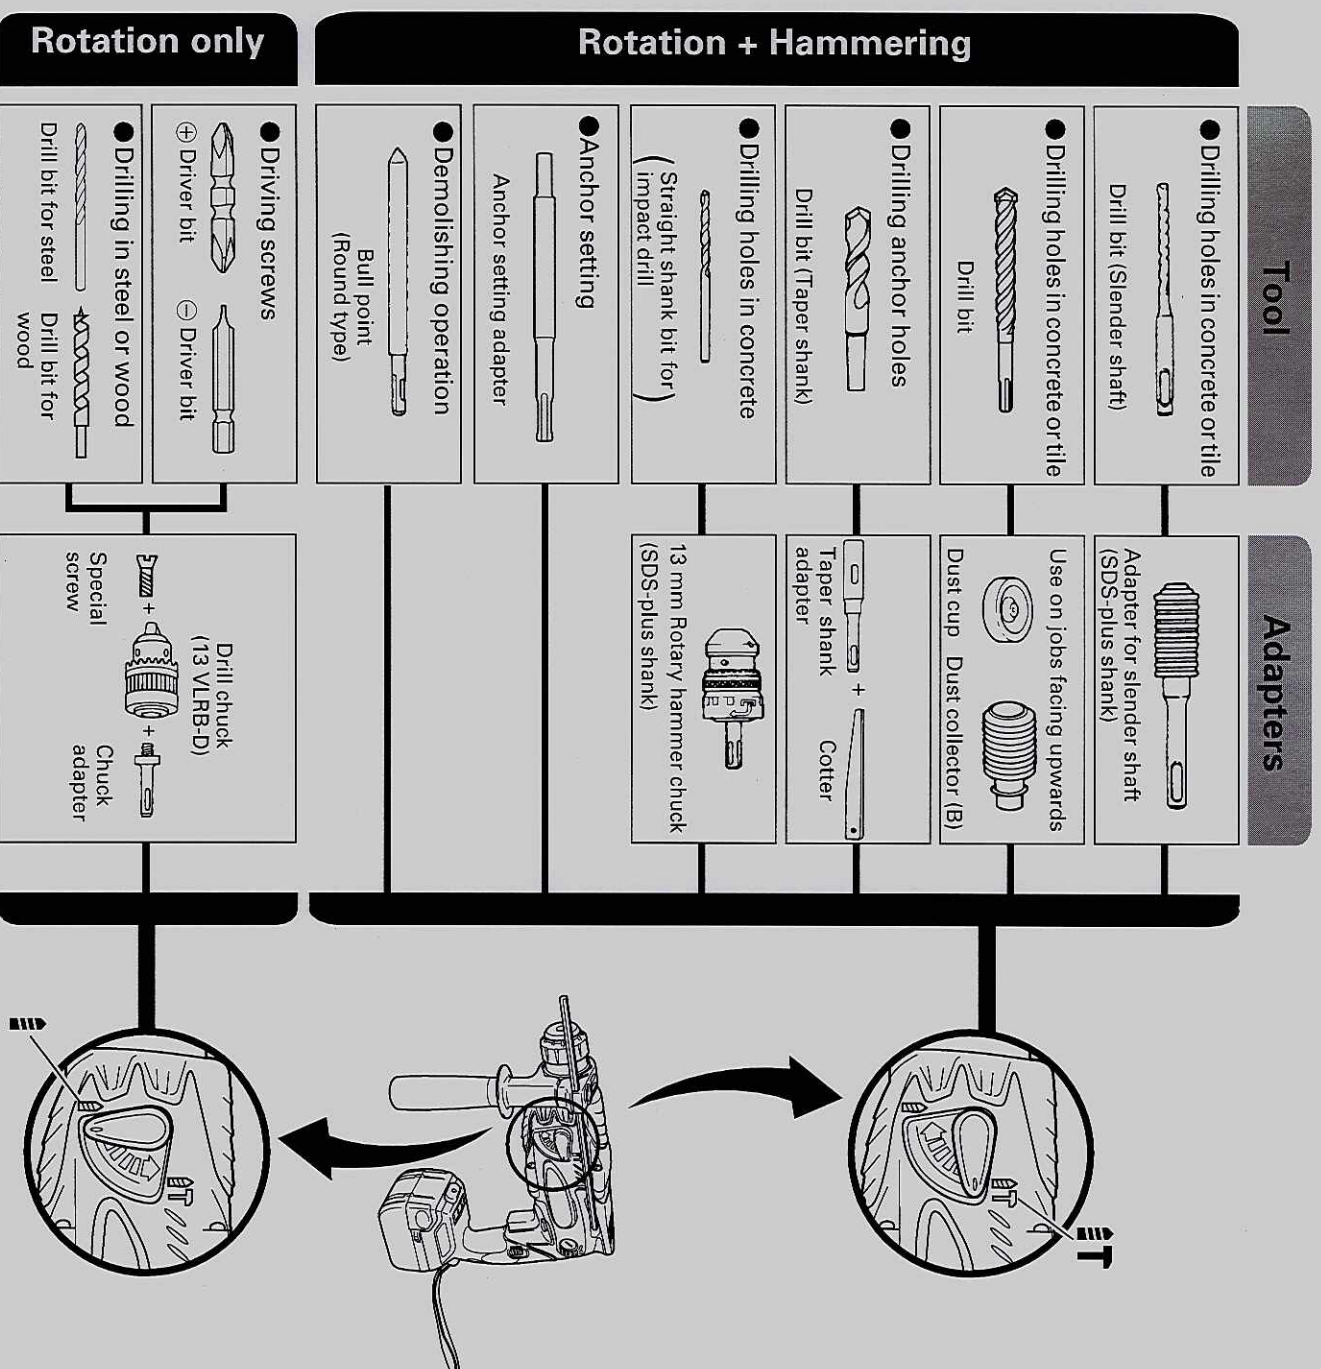 Rotation only
Rotation + Hammering
Tool
Adapters
●Drilling holes in concrete or tile
Drill bit (Slender shaft)
Adapter for slender shaft
(SDS-plus shank)
●Drilling holes in concrete or tile
Drill bit
Use on jobs facing upwards
Dust cup Dust collector (B)
●Drilling anchor holes
Drill bit (Taper shank)
Taper shank
adapter
+
Cotter
●Drilling holes in concrete
(Straight shank bit for
impact drill)
13 mm Rotary hammer chuck
(SDS-plus shank)
●Anchor setting
Anchor setting adapter
●Demolishing operation
Bull point
(Round type)
●Driving screws
⊕ Driver bit
⊖ Driver bit
●Drilling in steel or wood
Drill bit for steel
Drill bit for
wood
Drill chuck
(13 VLRB-D)
+ +
Special
screw
Chuck
adapter